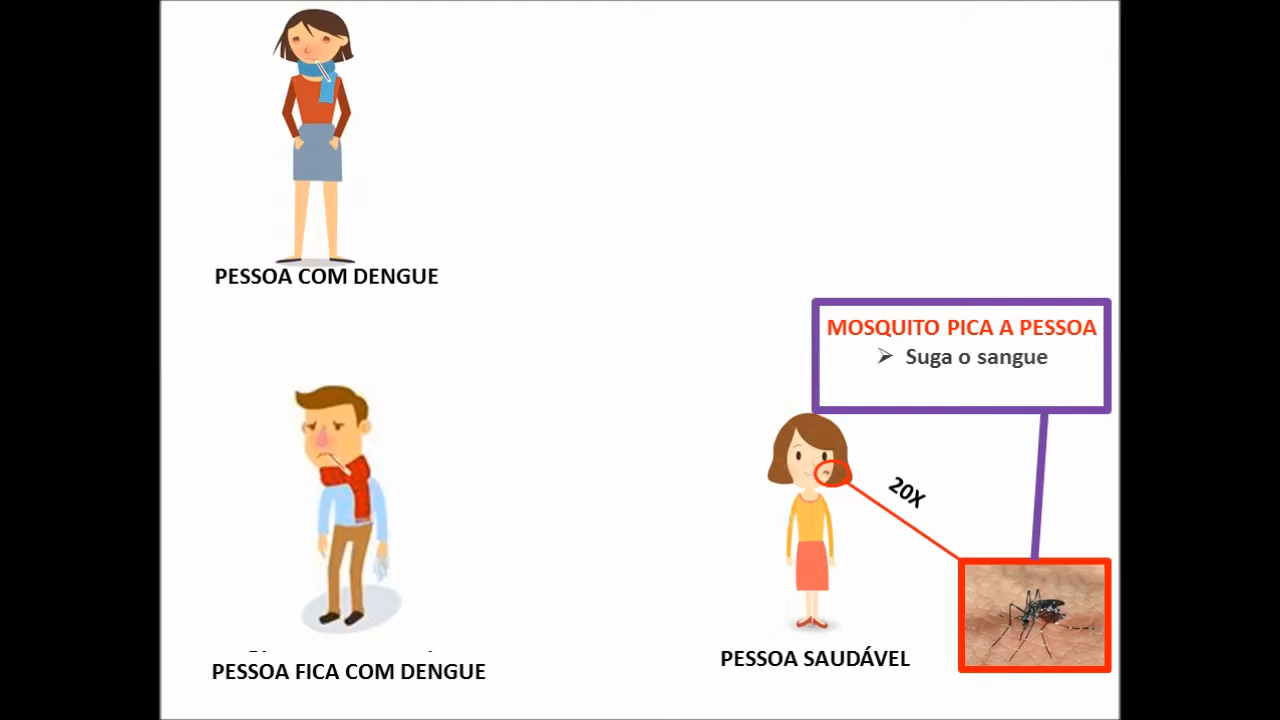 PESSOA COM DENGUE
MOSQUITO PICA A PESSOA
➢ Suga o sangue
20X
PESSOA SAUDÁVEL
PESSOA FICA COM DENGUE